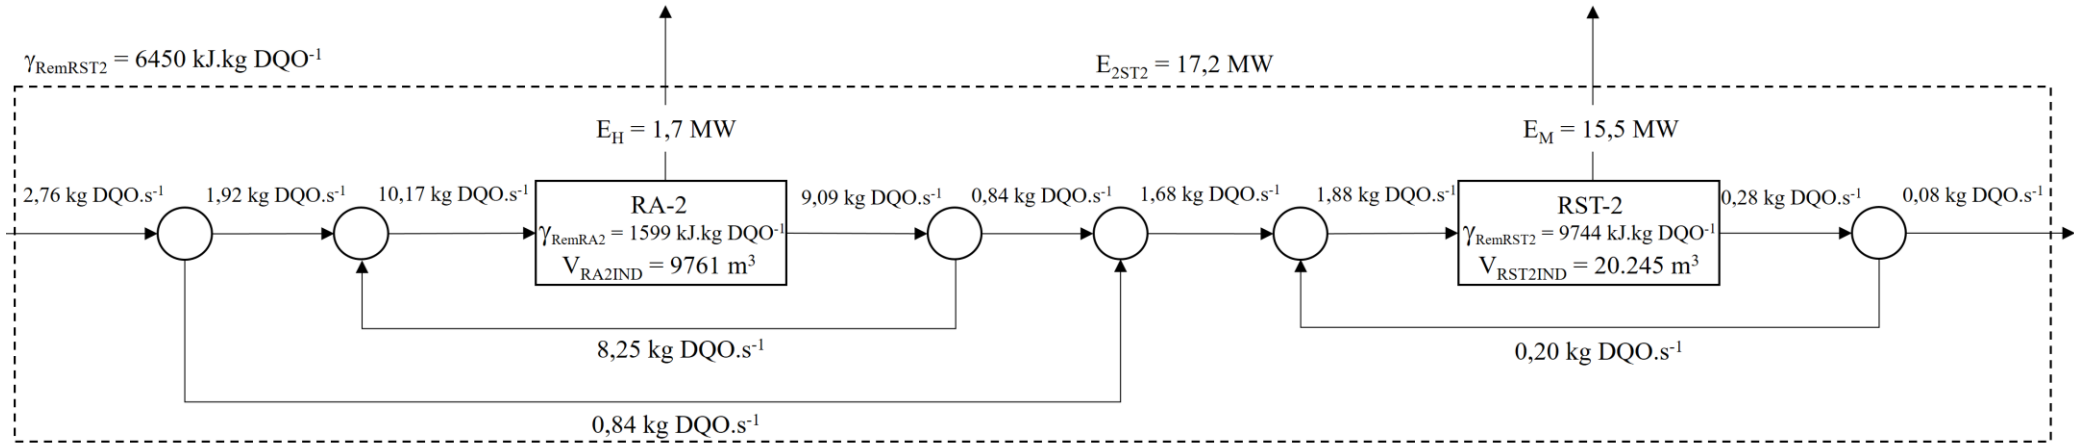 γRemRST2 = 6450 kJ.kg DQO⁻¹
E2ST2 = 17,2 MW
EH = 1,7 MW
EM = 15,5 MW
2,76 kg DQO.s⁻¹
1,92 kg DQO.s⁻¹
10,17 kg DQO.s⁻¹
RA-2
γRemRA2 = 1599 kJ.kg DQO⁻¹
VRA2IND = 9761 m³
9,09 kg DQO.s⁻¹
0,84 kg DQO.s⁻¹
1,68 kg DQO.s⁻¹
1,88 kg DQO.s⁻¹
RST-2
γRemRST2 = 9744 kJ.kg DQO⁻¹
VRST2IND = 20.245 m³
0,28 kg DQO.s⁻¹
0,08 kg DQO.s⁻¹
8,25 kg DQO.s⁻¹
0,20 kg DQO.s⁻¹
0,84 kg DQO.s⁻¹